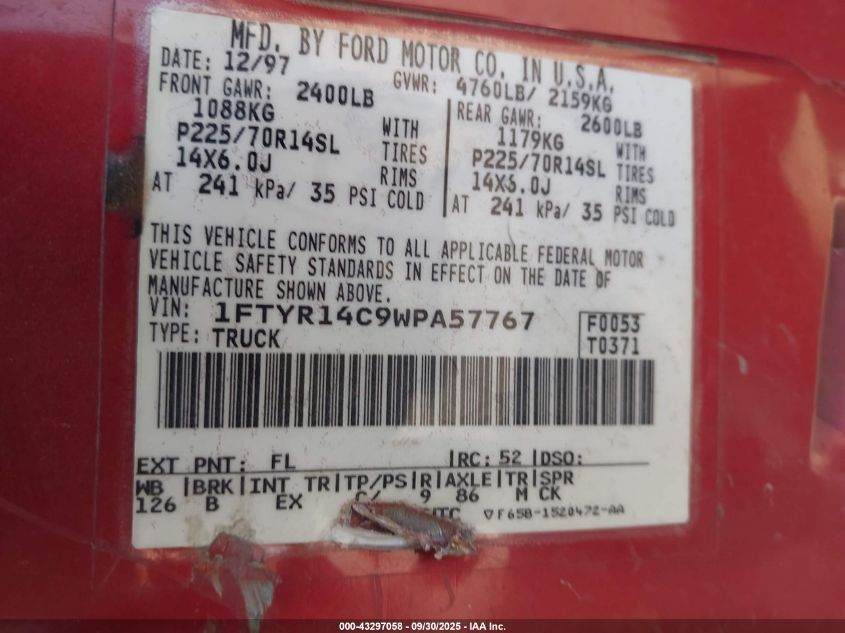 MFD. BY FORD MOTOR CO. IN U.S.A.
DATE: 12/97 GVWR: 4760LB/ 2159KG
FRONT GAWR: 2400LB REAR GAWR: 2600LB
1088KG WITH 1179KG WITH
P225/70R14SL TIRES P225/70R14SL TIRES
14X6.0J RIMS 14X6.0J RIMS
AT 241 kPa/ 35 PSI COLD AT 241 kPa/ 35 PSI COLD
THIS VEHICLE CONFORMS TO ALL APPLICABLE FEDERAL MOTOR
VEHICLE SAFETY STANDARDS IN EFFECT ON THE DATE OF
MANUFACTURE SHOWN ABOVE.
VIN: 1FTYR14C9WPA57767 F0053
TYPE: TRUCK T0371
EXT PNT: FL |RC: 52 |DSO:
WB |BRK|INT TR|TP/PS|R|AXLE|TR|SPR
126 B EX C/ 9 86 M CK
UTC ▽F65B-1520472-AA
000-43297058 - 09/30/2025 - IAA Inc.